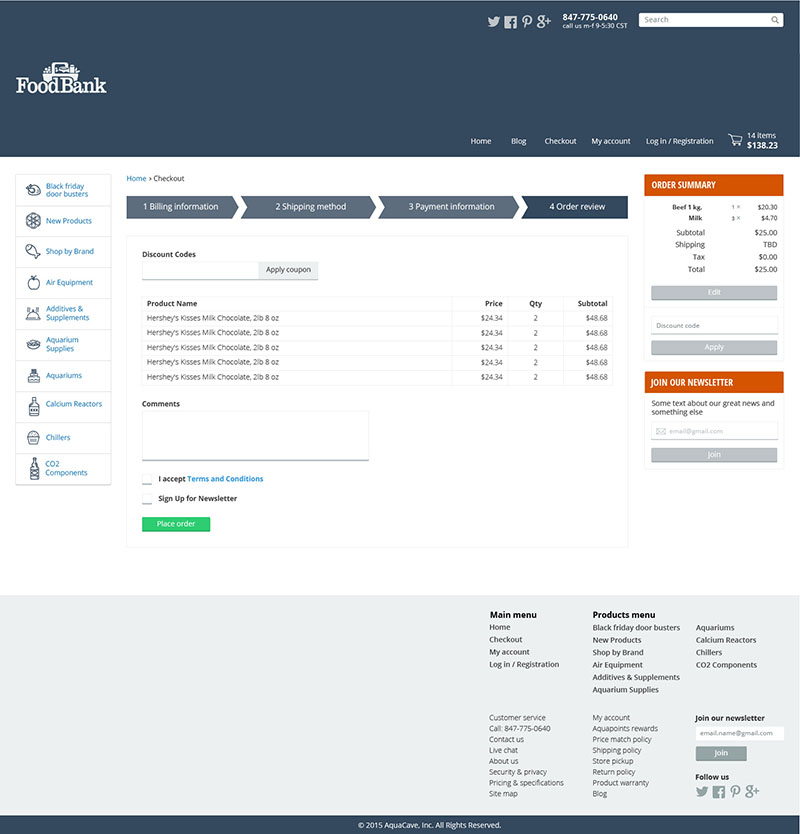 847-775-0640
call us m-f 9-5:30 CST
Search
FoodBank
Home Blog Checkout My account Log in / Registration
14 items
$138.23
Black friday
door busters
New Products
Shop by Brand
Air Equipment
Additives &
Supplements
Aquarium
Supplies
Aquariums
Calcium Reactors
Chillers
CO2
Components
Home › Checkout
1 Billing information 2 Shipping method 3 Payment information 4 Order review
Discount Codes
Apply coupon
Product Name Price Qty Subtotal
Hershey's Kisses Milk Chocolate, 2lb 8 oz $24.34 2 $48.68
Hershey's Kisses Milk Chocolate, 2lb 8 oz $24.34 2 $48.68
Hershey's Kisses Milk Chocolate, 2lb 8 oz $24.34 2 $48.68
Hershey's Kisses Milk Chocolate, 2lb 8 oz $24.34 2 $48.68
Hershey's Kisses Milk Chocolate, 2lb 8 oz $24.34 2 $48.68
Comments
I accept Terms and Conditions
Sign Up for Newsletter
Place order
ORDER SUMMARY
Beef 1 kg. 1 × $20.30
Milk 3 × $4.70
Subtotal $25.00
Shipping TBD
Tax $0.00
Total $25.00
Edit
Discount code
Apply
JOIN OUR NEWSLETTER
Some text about our great news and
something else
email@gmail.com
Join
Main menu
Home
Checkout
My account
Log in / Registration
Products menu
Black friday door busters
New Products
Shop by Brand
Air Equipment
Additives & Supplements
Aquarium Supplies
Aquariums
Calcium Reactors
Chillers
CO2 Components
Customer service
Call: 847-775-0640
Contact us
Live chat
About us
Security & privacy
Pricing & specifications
Site map
My account
Aquapoints rewards
Price match policy
Shipping policy
Store pickup
Return policy
Product warranty
Blog
Join our newsletter
email.name@gmail.com
Join
Follow us
© 2015 AquaCave, Inc. All Rights Reserved.